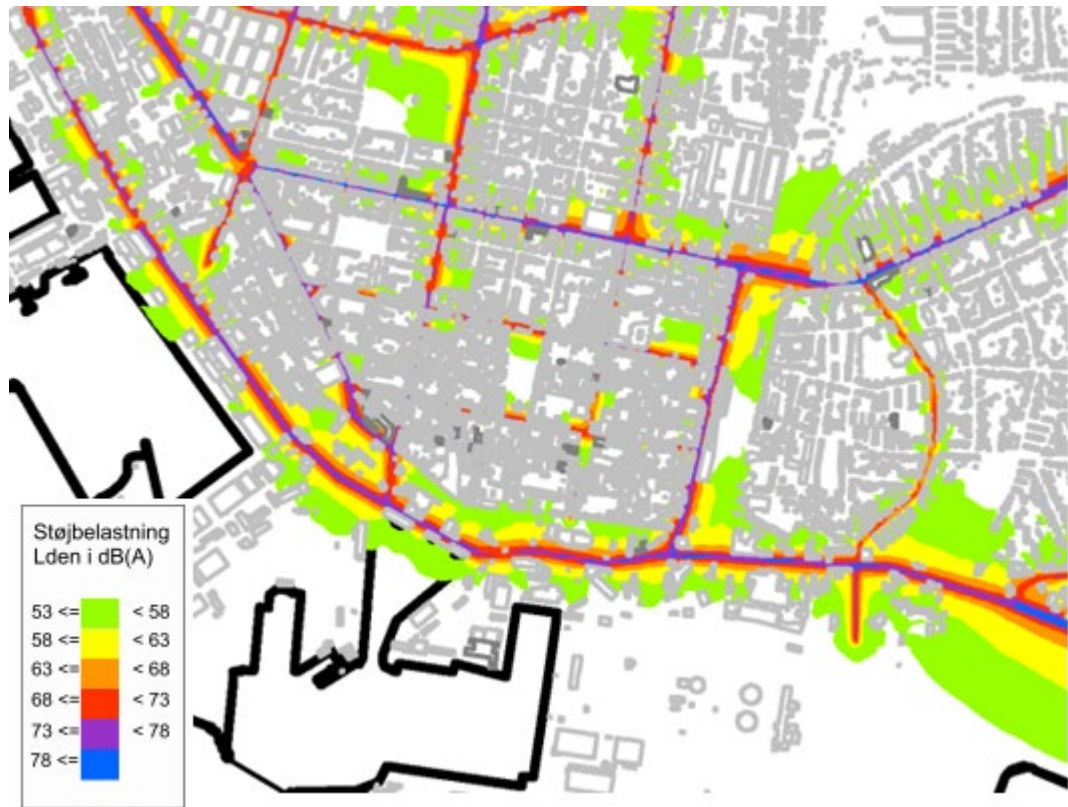 Støjbelastning
Lden i dB(A)
53 <= < 58
58 <= < 63
63 <= < 68
68 <= < 73
73 <= < 78
78 <=